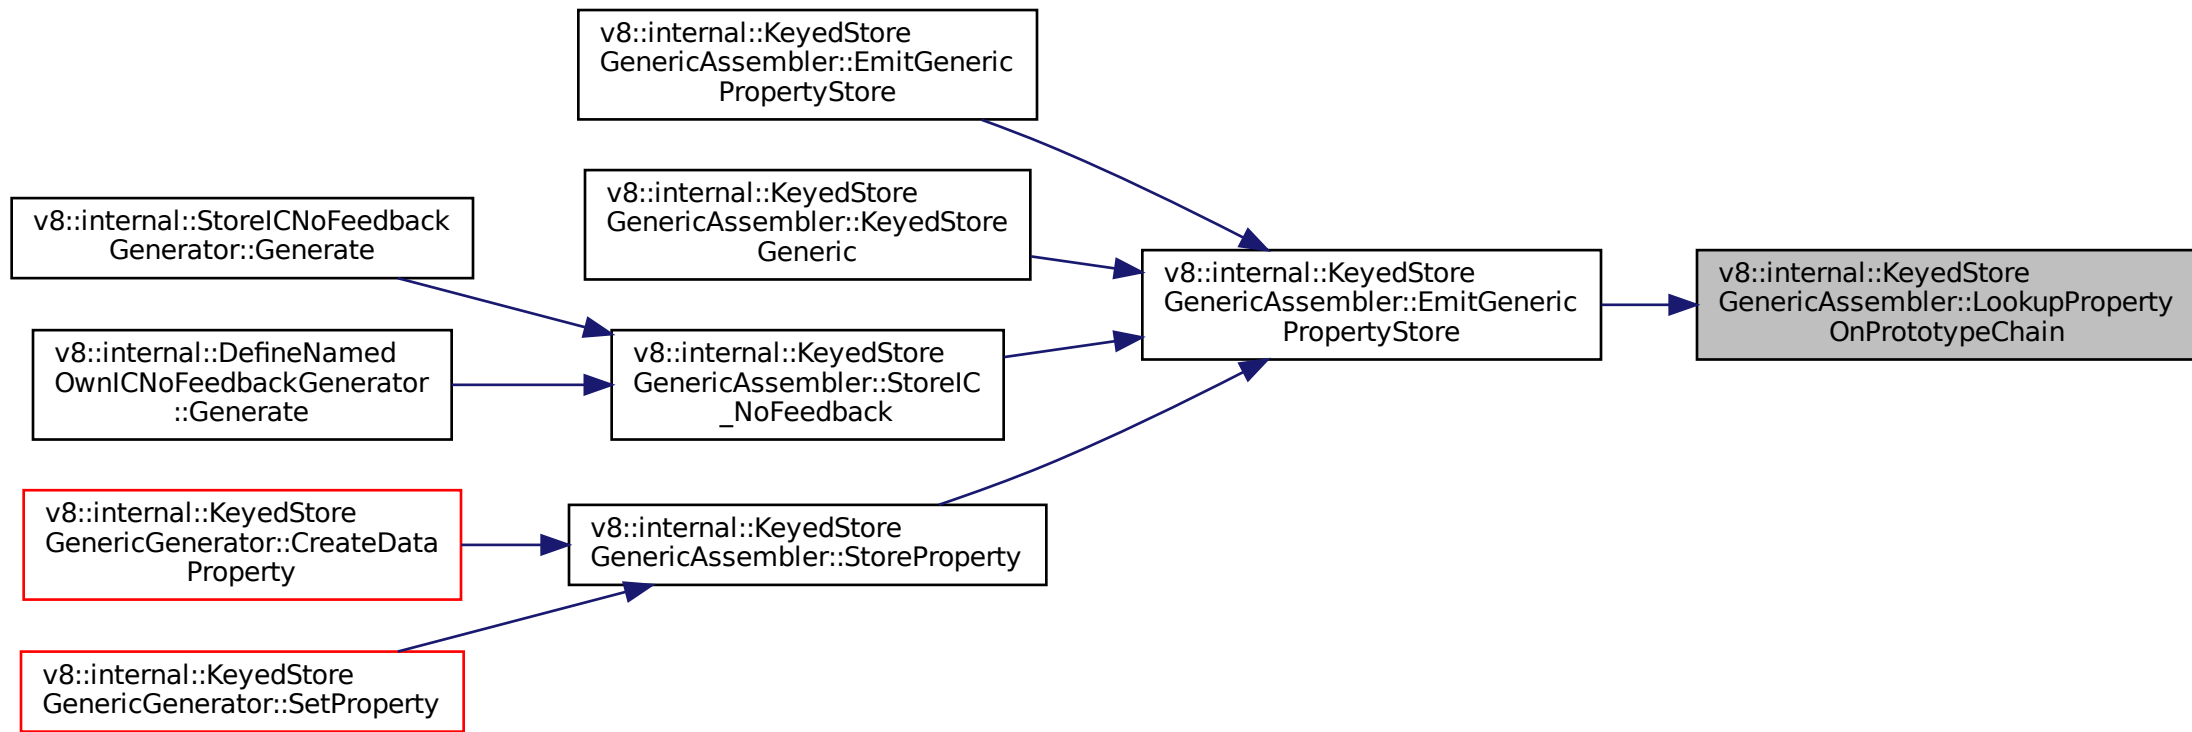 v8::internal::KeyedStore
GenericAssembler::EmitGeneric
PropertyStore
v8::internal::KeyedStore
GenericAssembler::KeyedStore
Generic
v8::internal::StoreICNoFeedback
Generator::Generate
v8::internal::KeyedStore
GenericAssembler::EmitGeneric
PropertyStore
v8::internal::KeyedStore
GenericAssembler::LookupProperty
OnPrototypeChain
v8::internal::DefineNamed
OwnICNoFeedbackGenerator
::Generate
v8::internal::KeyedStore
GenericAssembler::StoreIC
_NoFeedback
v8::internal::KeyedStore
GenericGenerator::CreateData
Property
v8::internal::KeyedStore
GenericAssembler::StoreProperty
v8::internal::KeyedStore
GenericGenerator::SetProperty